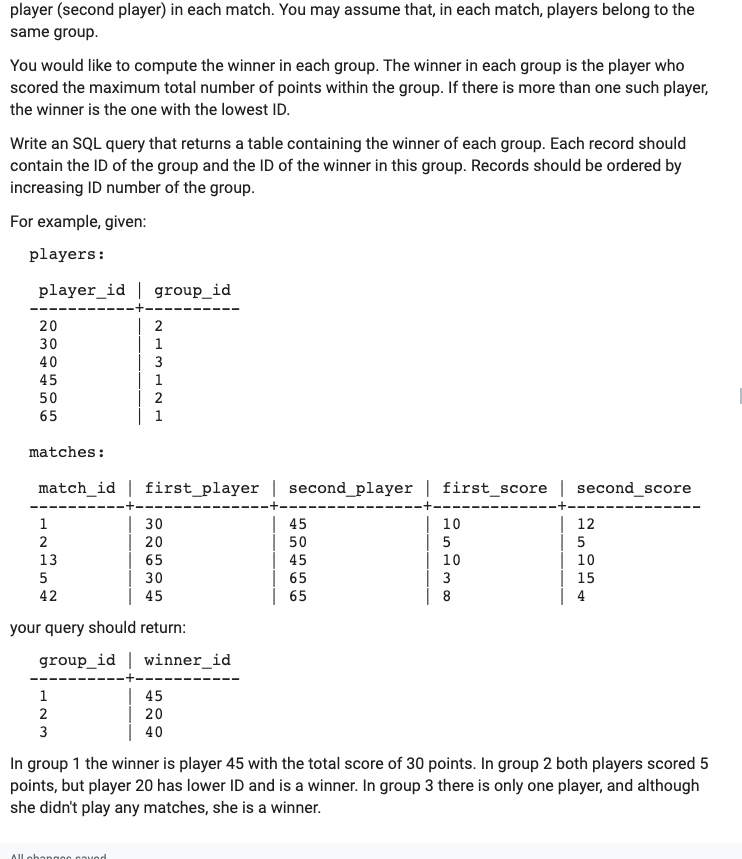 player (second player) in each match. You may assume that, in each match, players belong to the
same group.
You would like to compute the winner in each group. The winner in each group is the player who
scored the maximum total number of points within the group. If there is more than one such player,
the winner is the one with the lowest ID.
Write an SQL query that returns a table containing the winner of each group. Each record should
contain the ID of the group and the ID of the winner in this group. Records should be ordered by
increasing ID number of the group.
For example, given:
players:
player_id | group_id
-----------+----------
20 | 2
30 | 1
40 | 3
45 | 1
50 | 2
65 | 1
matches:
match_id | first_player | second_player | first_score | second_score
----------+--------------+---------------+-------------+--------------
1 | 30 | 45 | 10 | 12
2 | 20 | 50 | 5 | 5
13 | 65 | 45 | 10 | 10
5 | 30 | 65 | 3 | 15
42 | 45 | 65 | 8 | 4
your query should return:
group_id | winner_id
----------+-----------
1 | 45
2 | 20
3 | 40
In group 1 the winner is player 45 with the total score of 30 points. In group 2 both players scored 5
points, but player 20 has lower ID and is a winner. In group 3 there is only one player, and although
she didn't play any matches, she is a winner.
All changes saved